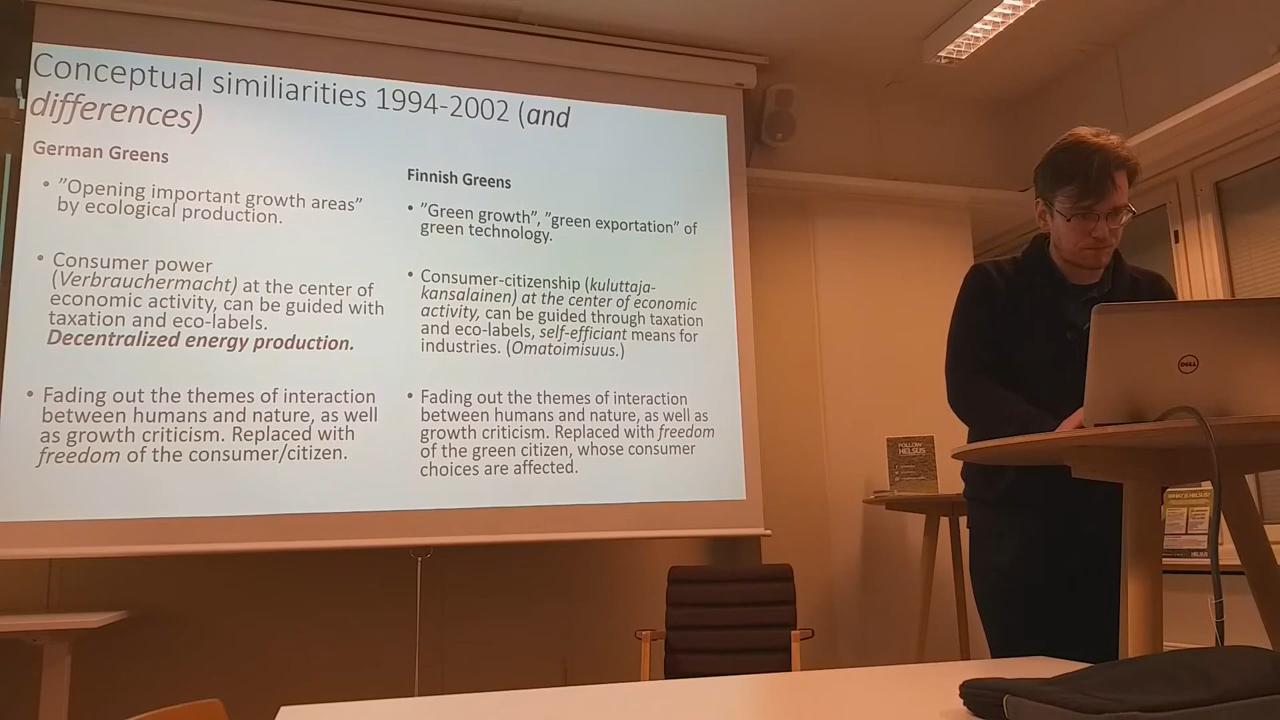 Conceptual similiarities 1994-2002 (and
differences)
German Greens
• ”Opening important growth areas”
by ecological production.
• Consumer power
(Verbrauchermacht) at the center of
economic activity, can be guided with
taxation and eco-labels.
Decentralized energy production.
• Fading out the themes of interaction
between humans and nature, as well
as growth criticism. Replaced with
freedom of the consumer/citizen.
Finnish Greens
• ”Green growth”, ”green exportation” of
green technology.
• Consumer-citizenship (kuluttaja-
kansalainen) at the center of economic
activity, can be guided through taxation
and eco-labels, self-efficient means for
industries. (Omatoimisuus.)
• Fading out the themes of interaction
between humans and nature, as well as
growth criticism. Replaced with freedom
of the green citizen, whose consumer
choices are affected.
DELL
FOLLOW
HELSUS
WHAT IS HELSUS?